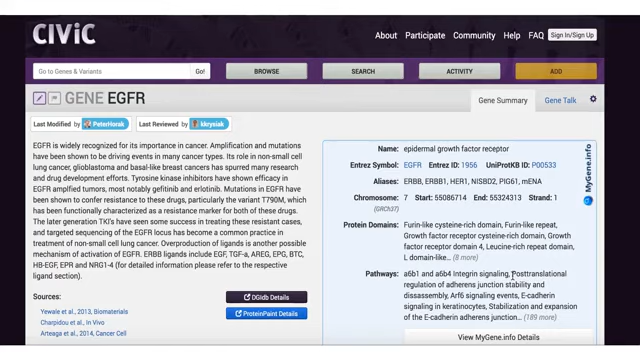 CIViC
About Participate Community Help FAQ Sign In/Sign Up
Go to Genes & Variants Go! BROWSE SEARCH ACTIVITY ADD
GENE EGFR
Gene Summary Gene Talk
Last Modified by PeterHorak Last Reviewed by kkrysiak
EGFR is widely recognized for its importance in cancer. Amplification and mutations
have been shown to be driving events in many cancer types. Its role in non-small cell
lung cancer, glioblastoma and basal-like breast cancers has spurred many research
and drug development efforts. Tyrosine kinase inhibitors have shown efficacy in
EGFR amplfied tumors, most notably gefitinib and erlotinib. Mutations in EGFR have
been shown to confer resistance to these drugs, particularly the variant T790M, which
has been functionally characterized as a resistance marker for both of these drugs.
The later generation TKI's have seen some success in treating these resistant cases,
and targeted sequencing of the EGFR locus has become a common practice in
treatment of non-small cell lung cancer. Overproduction of ligands is another possible
mechanism of activation of EGFR. ERBB ligands include EGF, TGF-a, AREG, EPG, BTC,
HB-EGF, EPR and NRG1-4 (for detailed information please refer to the respective
ligand section).
Sources:
Yewale et al., 2013, Biomaterials
Charpidou et al., In Vivo
Arteaga et al., 2014, Cancer Cell
DGIdb Details
ProteinPaint Details
Name: epidermal growth factor receptor
Entrez Symbol: EGFR Entrez ID: 1956 UniProtKB ID: P00533
Aliases: ERBB, ERBB1, HER1, NISBD2, PIG61, mENA
Chromosome: 7 Start: 55086714 End: 55324313 Strand: 1
(GRCh37)
Protein Domains: Furin-like cysteine-rich domain, Furin-like repeat,
Growth factor receptor cysteine-rich domain, Growth
factor receptor domain 4, Leucine-rich repeat domain,
L domain-like... (8 more)
Pathways: a6b1 and a6b4 Integrin signaling, Posttranslational
regulation of adherens junction stability and
dissassembly, Arf6 signaling events, E-cadherin
signaling in keratinocytes, Stabilization and expansion
of the E-cadherin adherens junction... (189 more)
View MyGene.info Details
MyGene.info